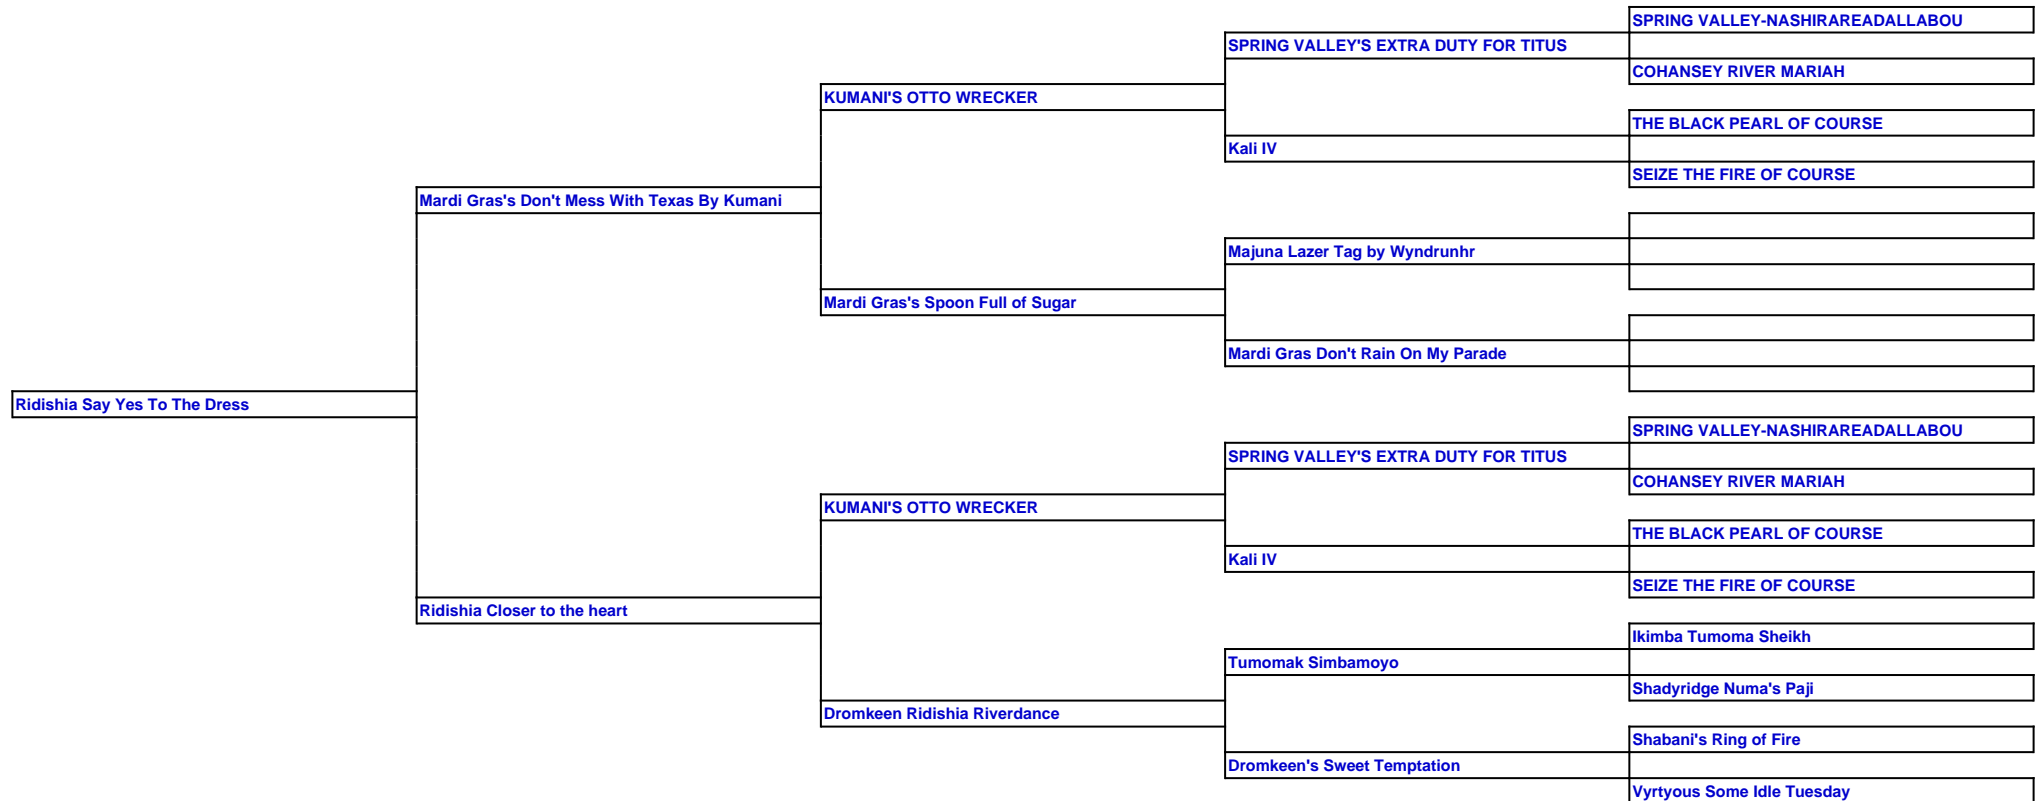 SPRING VALLEY-NASHIRAREADALLABOU
SPRING VALLEY'S EXTRA DUTY FOR TITUS
COHANSEY RIVER MARIAH
KUMANI'S OTTO WRECKER
THE BLACK PEARL OF COURSE
Kali IV
SEIZE THE FIRE OF COURSE
Mardi Gras's Don't Mess With Texas By Kumani
Majuna Lazer Tag by Wyndrunhr
Mardi Gras's Spoon Full of Sugar
Mardi Gras Don't Rain On My Parade
Ridishia Say Yes To The Dress
SPRING VALLEY-NASHIRAREADALLABOU
SPRING VALLEY'S EXTRA DUTY FOR TITUS
COHANSEY RIVER MARIAH
KUMANI'S OTTO WRECKER
THE BLACK PEARL OF COURSE
Kali IV
SEIZE THE FIRE OF COURSE
Ridishia Closer to the heart
Ikimba Tumoma Sheikh
Tumomak Simbamoyo
Shadyridge Numa's Paji
Dromkeen Ridishia Riverdance
Shabani's Ring of Fire
Dromkeen's Sweet Temptation
Vyrtyous Some Idle Tuesday